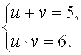 u + v = 5,
u · v = 6.